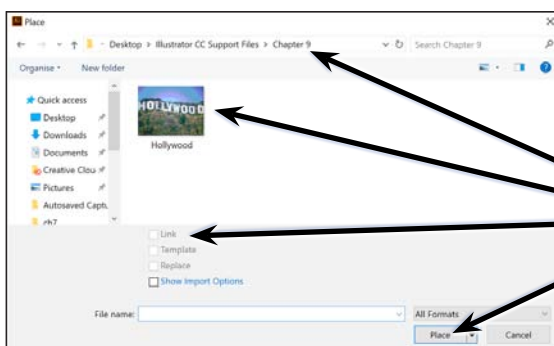 Place
Desktop > Illustrator CC Support Files > Chapter 9
Search Chapter 9
Organise
New folder
Quick access
Desktop
Downloads
Documents
Creative Clou
Pictures
Autosaved Captu
ch7
HOLLYWOOD
Hollywood
Link
Template
Replace
Show Import Options
File name:
All Formats
Place
Cancel